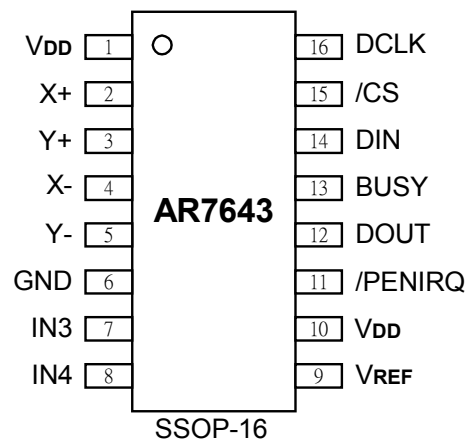 VDD 1 16 DCLK
X+ 2 15 /CS
Y+ 3 14 DIN
X- 4 13 BUSY
AR7643
Y- 5 12 DOUT
GND 6 11 /PENIRQ
IN3 7 10 VDD
IN4 8 9 VREF
SSOP-16